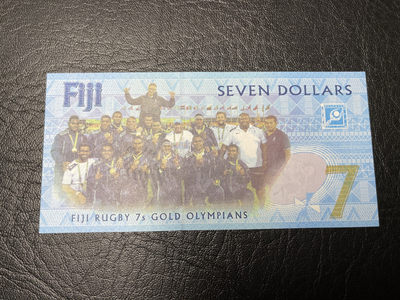 FIJI
SEVEN DOLLARS
7
FIJI RUGBY 7s GOLD OLYMPIANS